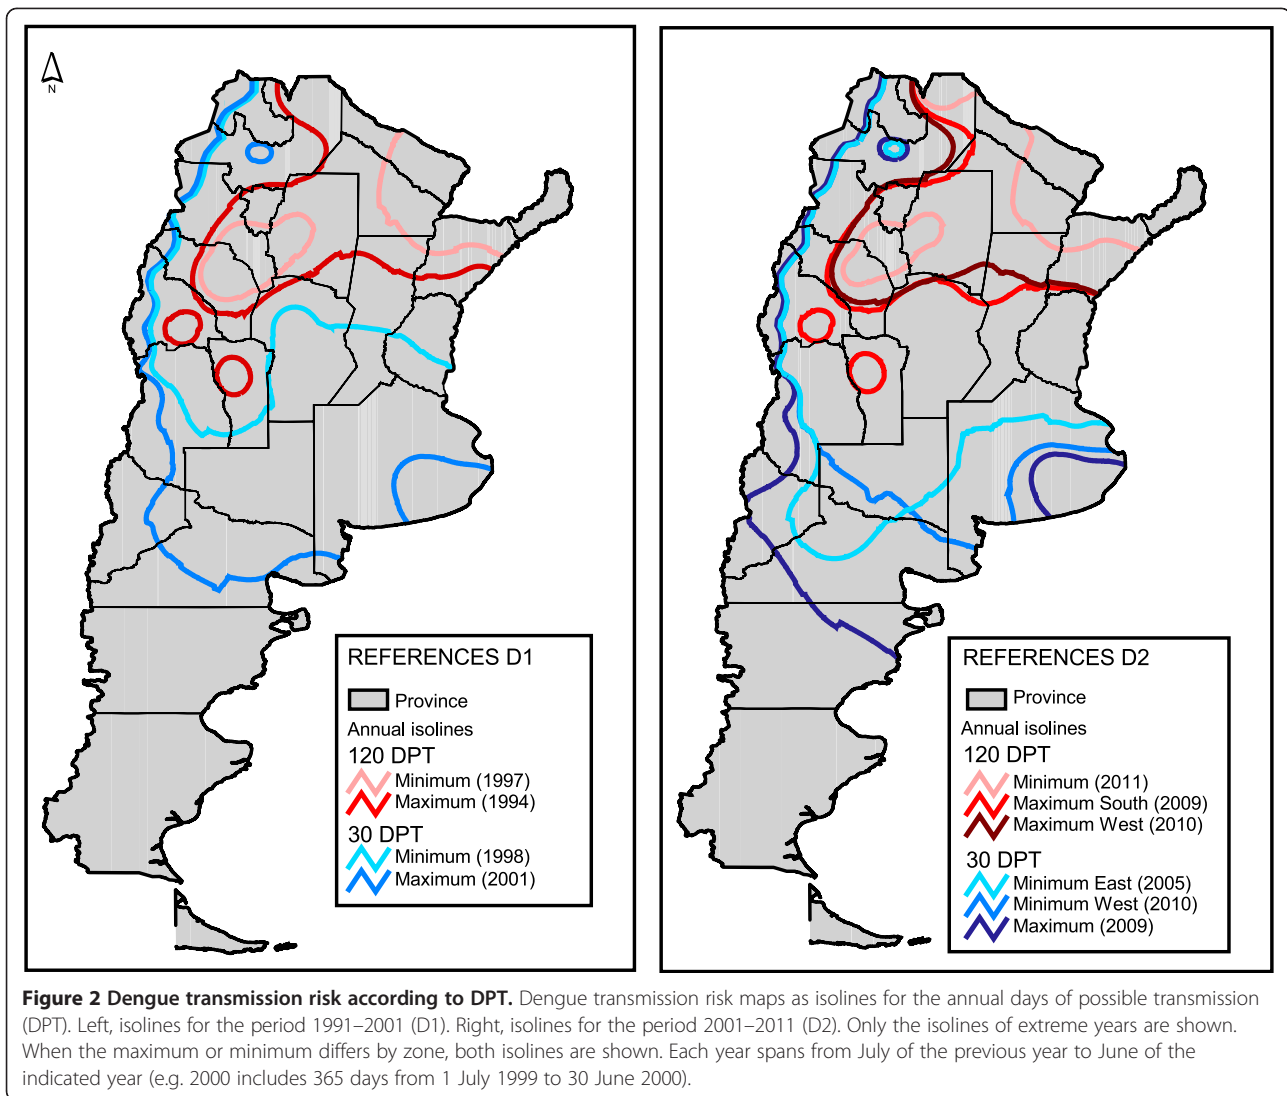 N
REFERENCES D1
Province
Annual isolines
120 DPT
Minimum (1997)
Maximum (1994)
30 DPT
Minimum (1998)
Maximum (2001)
REFERENCES D2
Province
Annual isolines
120 DPT
Minimum (2011)
Maximum South (2009)
Maximum West (2010)
30 DPT
Minimum East (2005)
Minimum West (2010)
Maximum (2009)
Figure 2 Dengue transmission risk according to DPT. Dengue transmission risk maps as isolines for the annual days of possible transmission
(DPT). Left, isolines for the period 1991–2001 (D1). Right, isolines for the period 2001–2011 (D2). Only the isolines of extreme years are shown.
When the maximum or minimum differs by zone, both isolines are shown. Each year spans from July of the previous year to June of the
indicated year (e.g. 2000 includes 365 days from 1 July 1999 to 30 June 2000).